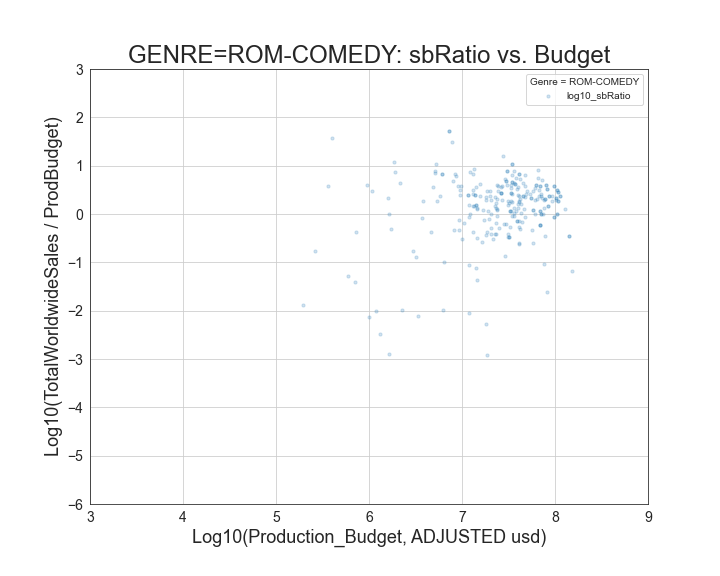 GENRE=ROM-COMEDY: sbRatio vs. Budget
Genre = ROM-COMEDY
log10_sbRatio
Log10(TotalWorldwideSales / ProdBudget)
3
2
1
0
−1
−2
−3
−4
−5
−6
3 4 5 6 7 8 9
Log10(Production_Budget, ADJUSTED usd)